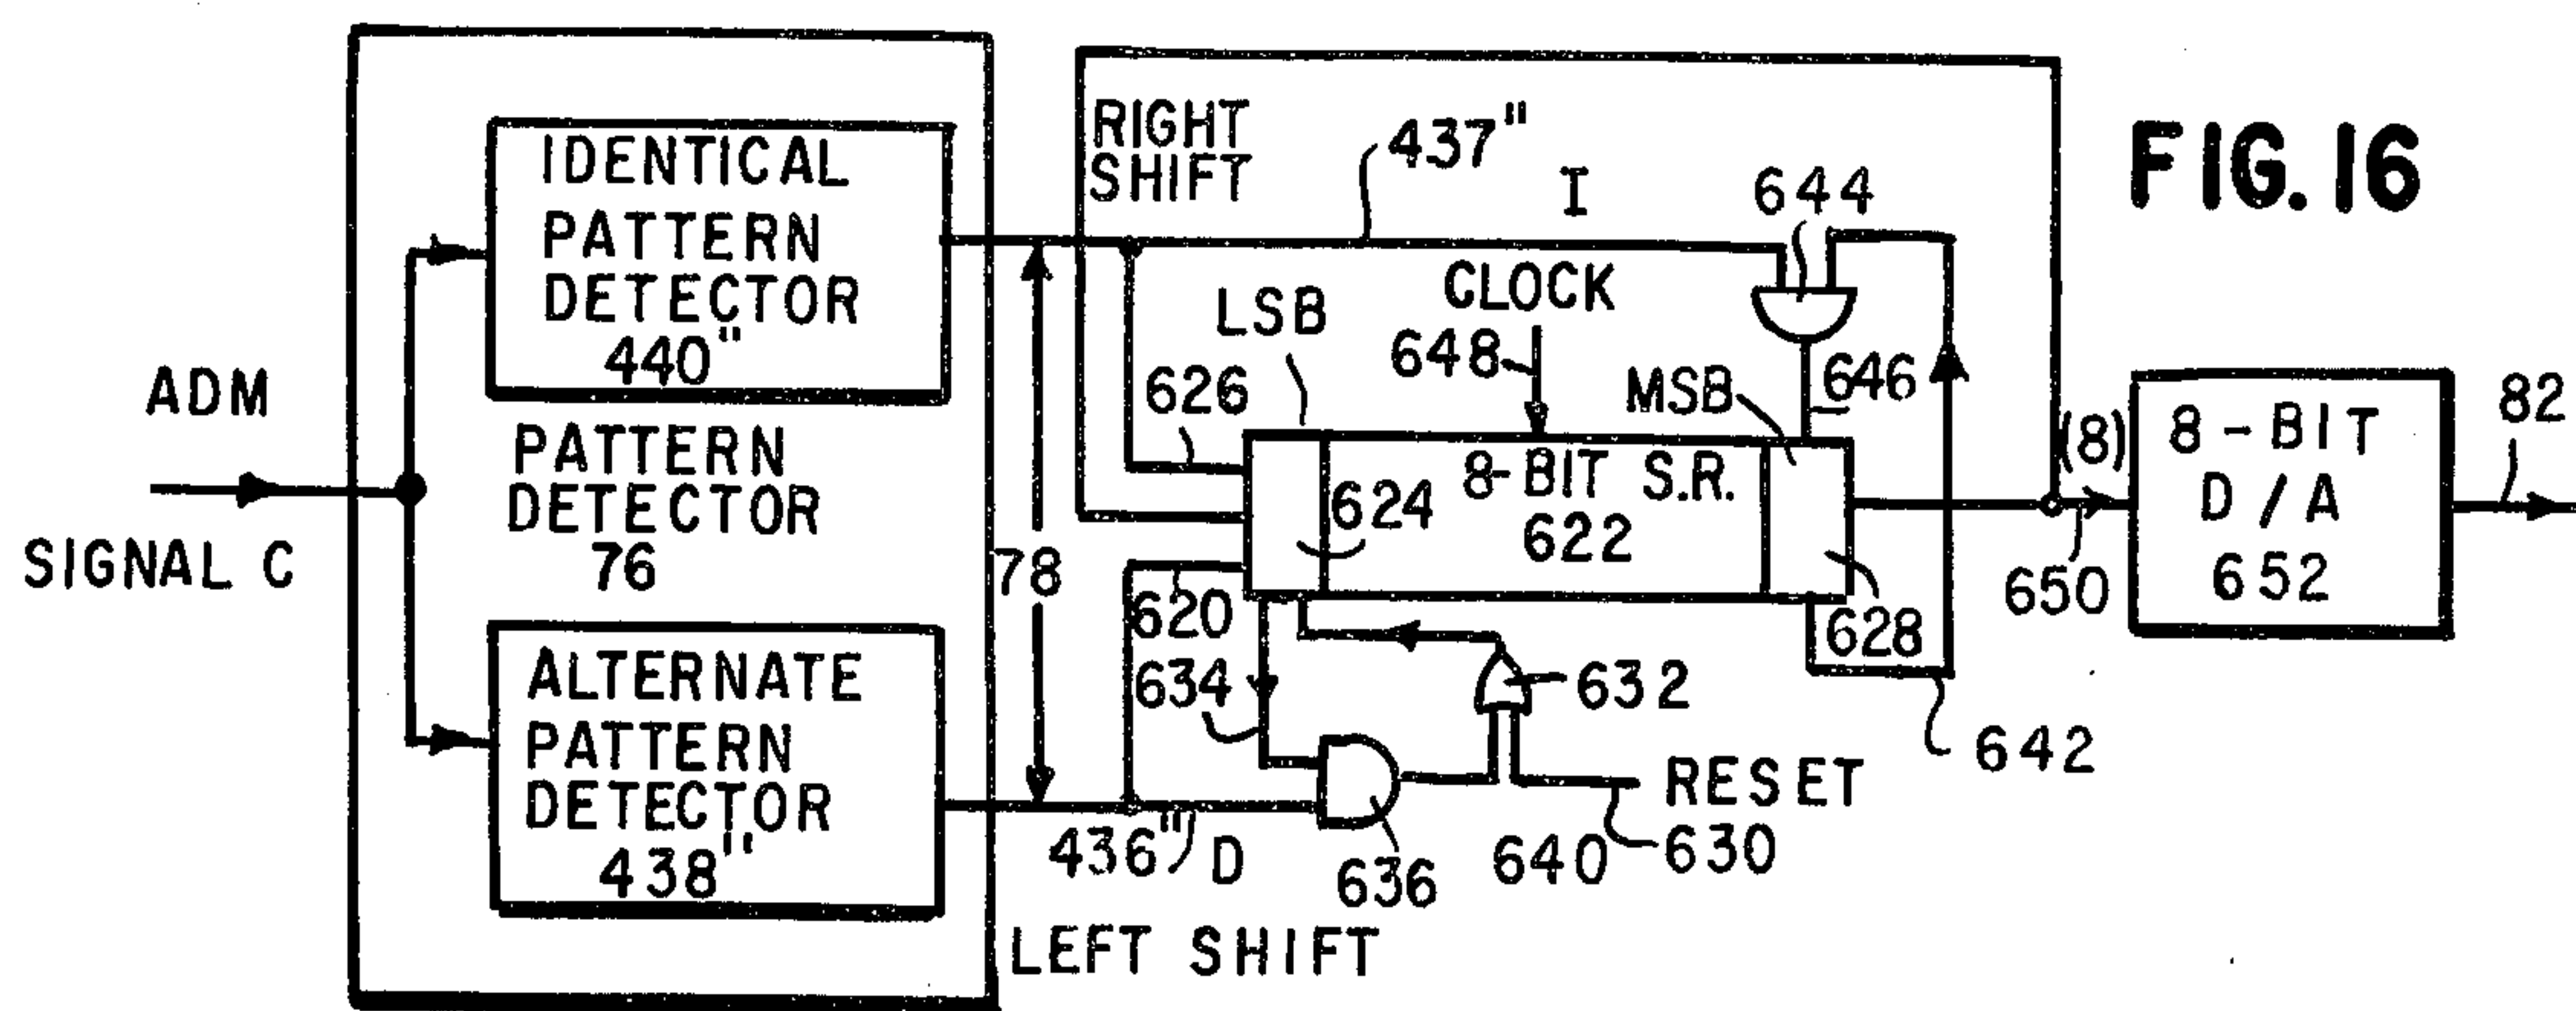 FIG. 16
ADM
SIGNAL C
IDENTICAL
PATTERN
DETECTOR
440"
PATTERN
DETECTOR
76
ALTERNATE
PATTERN
DETECTOR
438"
78
RIGHT
SHIFT
437"
I
644
LSB
CLOCK
648
MSB
646
626
624
8-BIT S.R.
622
628
620
634
632
636
436"
D
LEFT SHIFT
640
RESET
630
642
(8)
650
8-BIT
D/A
652
82